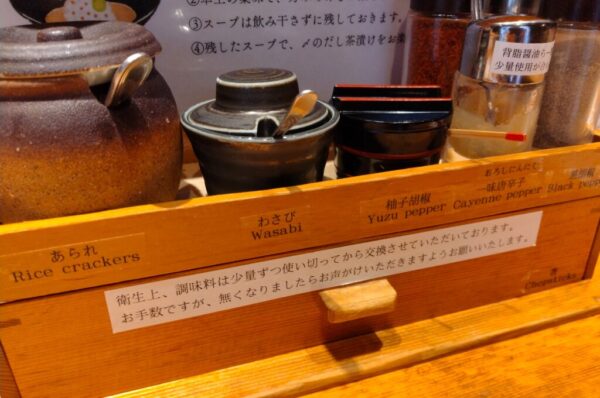 ③スープは飲み干さずに残しておきます。
④残したスープで、〆のだし茶漬けをお楽
背脂醤油らー
少量使用が
あられ
Rice crackers
わさび
Wasabi
柚子胡椒
Yuzu pepper
おろしにんにく
一味唐辛子
Cayenne pepper
黒胡椒
Black pepper
衛生上、調味料は少量ずつ使い切ってから交換させていただいております。
お手数ですが、無くなりましたらお声がけいただきますようお願いいたします。
箸
Chopsticks